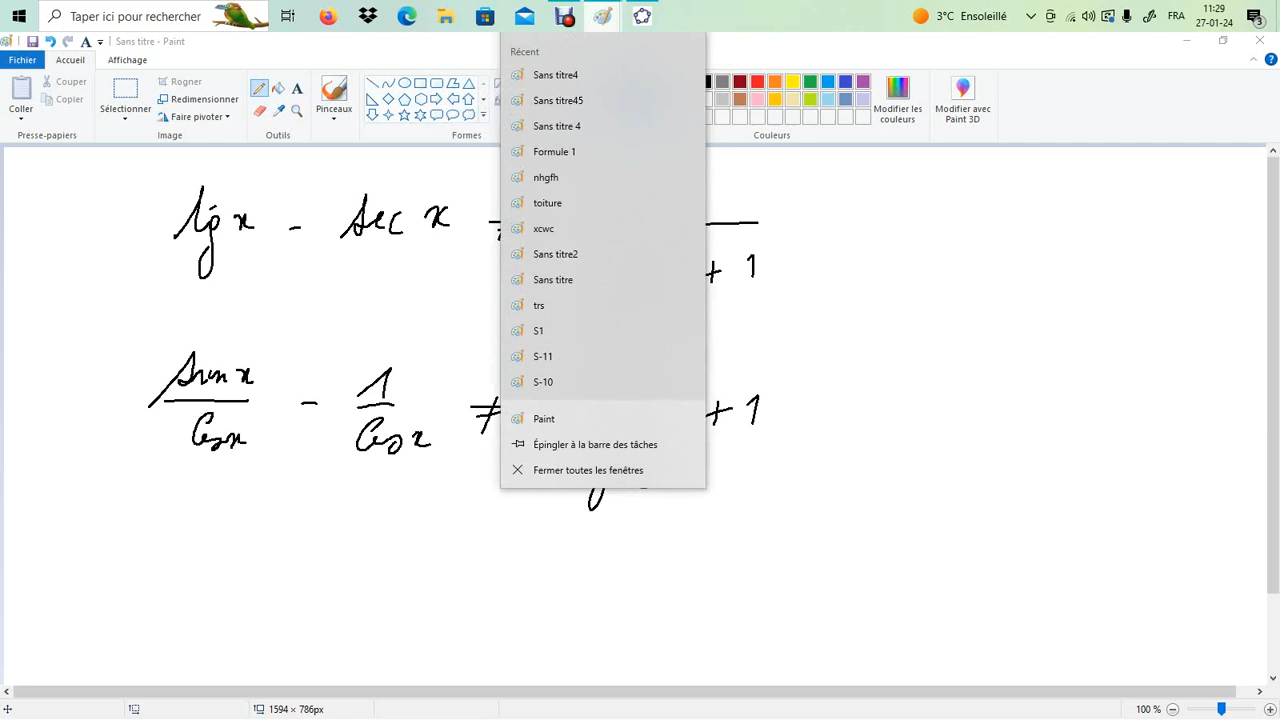 Taper ici pour rechercher
3°C Ensoleillé
FRA
11:29
27-01-24
3
Sans titre - Paint
Fichier
Accueil
Affichage
Coller
Couper
Copier
Presse-papiers
Sélectionner
Rogner
Redimensionner
Faire pivoter
Image
A
Outils
Pinceaux
Formes
Couleurs
Modifier les couleurs
Modifier avec Paint 3D
Récent
Sans titre4
Sans titre45
Sans titre 4
Formule 1
nhgfh
toiture
xcwc
Sans titre2
Sans titre
trs
S1
S-11
S-10
Paint
Épingler à la barre des tâches
Fermer toutes les fenêtres
tg x - sec x
+ 1
sin x
cos x
- 1
cos x
≠
+ 1
1594 × 786px
100 %